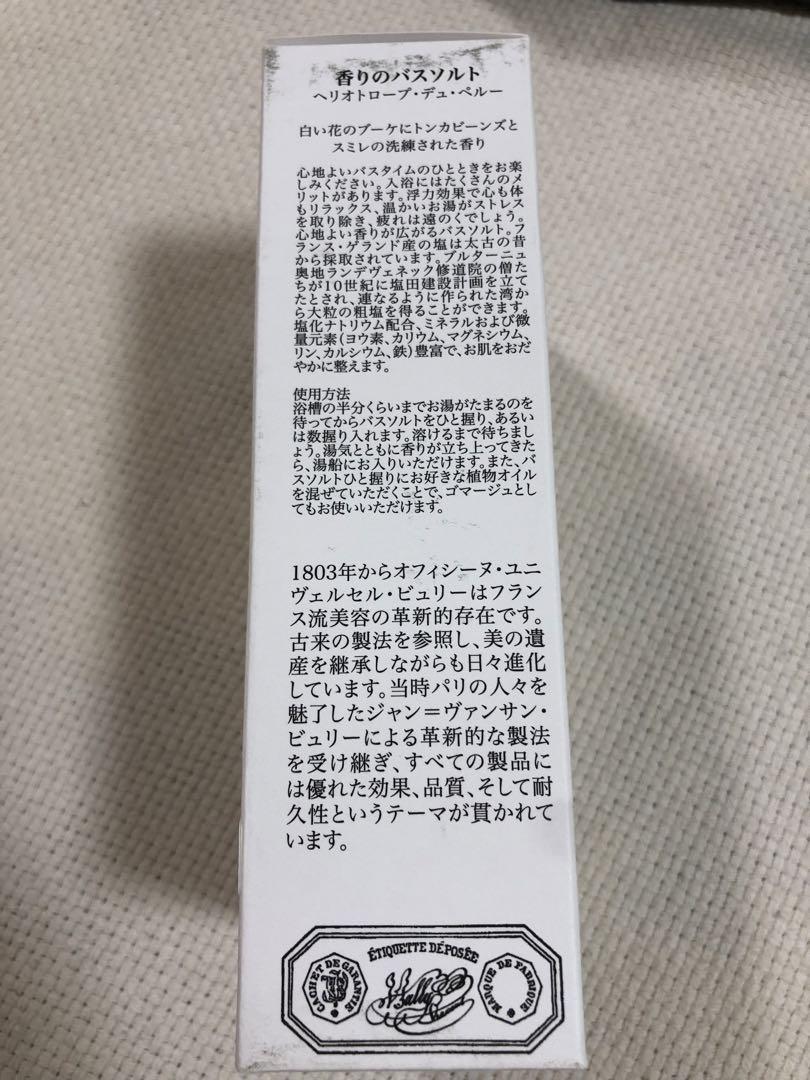 香りのバスソルト
ヘリオトロープ・デュ・ペルー
白い花のブーケにトンカビーンズと
スミレの洗練された香り
心地よいバスタイムのひとときをお楽
しみください。入浴にはたくさんのメ
リットがあります。浮力効果で心も体
もリラックス、温かいお湯がストレス
を取り除き、疲れは遠のくでしょう。
心地よい香りが広がるバスソルト。フ
ランス・ゲランド産の塩は太古の昔
から採取されています。ブルターニュ
奥地ランデヴェネック修道院の僧た
ちが10世紀に塩田建設計画を立て
たとされ、連なるように作られた湾か
ら大粒の粗塩を得ることができます。
塩化ナトリウム配合、ミネラルおよび微
量元素(ヨウ素、カリウム、マグネシウム、
リン、カルシウム、鉄)豊富で、お肌をおだ
やかに整えます。
使用方法
浴槽の半分くらいまでお湯がたまるのを
待ってからバスソルトをひと握り、あるい
は数握り入れます。溶けるまで待ちまし
ょう。湯気とともに香りが立ち上ってきた
ら、湯船にお入りいただけます。また、バ
スソルトひと握りにお好きな植物オイル
を混ぜていただくことで、ゴマージュとし
てもお使いいただけます。
1803年からオフィシーヌ・ユニ
ヴェルセル・ビュリーはフラン
ス流美容の革新的存在です。
古来の製法を参照し、美の遺
産を継承しながらも日々進化
しています。当時パリの人々を
魅了したジャン=ヴァンサン・
ビュリーによる革新的な製法
を受け継ぎ、すべての製品に
は優れた効果、品質、そして耐
久性というテーマが貫かれて
います。
ÉTIQUETTE DÉPOSÉE
CACHET DE GARANTIE
MARQUE DE FABRIQUE